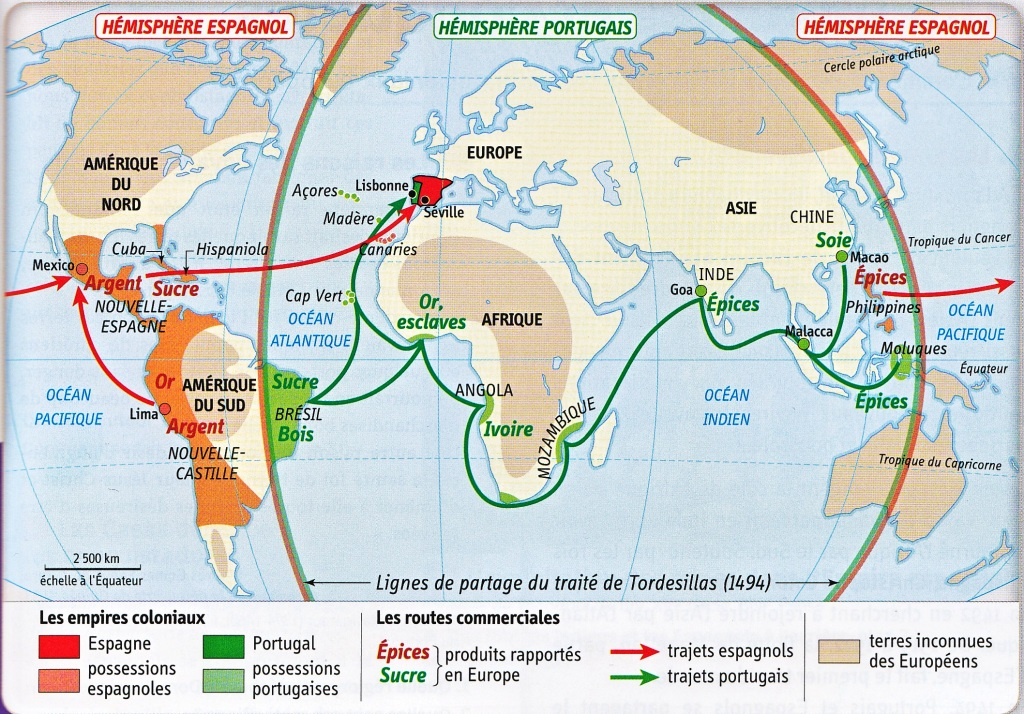 HÉMISPHÈRE ESPAGNOL
HÉMISPHÈRE PORTUGAIS
HÉMISPHÈRE ESPAGNOL
Cercle polaire arctique
AMÉRIQUE
DU
NORD
EUROPE
ASIE
CHINE
Açores
Lisbonne
Séville
Madère
Canaries
Soie
Macao
Tropique du Cancer
Cuba
Hispaniola
Mexico
Argent
Sucre
NOUVELLE-
ESPAGNE
Cap Vert
OCÉAN
ATLANTIQUE
Or,
esclaves
AFRIQUE
INDE
Goa
Épices
Épices
Philippines
OCÉAN
PACIFIQUE
Malacca
Moluques
Équateur
Épices
OCÉAN
PACIFIQUE
Or
Lima
Argent
AMÉRIQUE
DU SUD
NOUVELLE-
CASTILLE
Sucre
BRÉSIL
Bois
ANGOLA
Ivoire
MOZAMBIQUE
OCÉAN
INDIEN
Tropique du Capricorne
2 500 km
échelle à l'Équateur
Lignes de partage du traité de Tordesillas (1494)
Les empires coloniaux
Espagne
possessions
espagnoles
Portugal
possessions
portugaises
Les routes commerciales
Épices
Sucre
produits rapportés
en Europe
trajets espagnols
trajets portugais
terres inconnues
des Européens